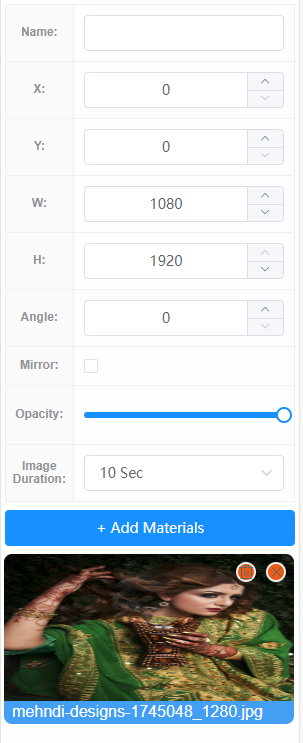 Name:
X:
0
Y:
0
W:
1080
H:
1920
Angle:
0
Mirror:
Opacity:
Image
Duration:
10 Sec
+ Add Materials
mehndi-designs-1745048_1280.jpg